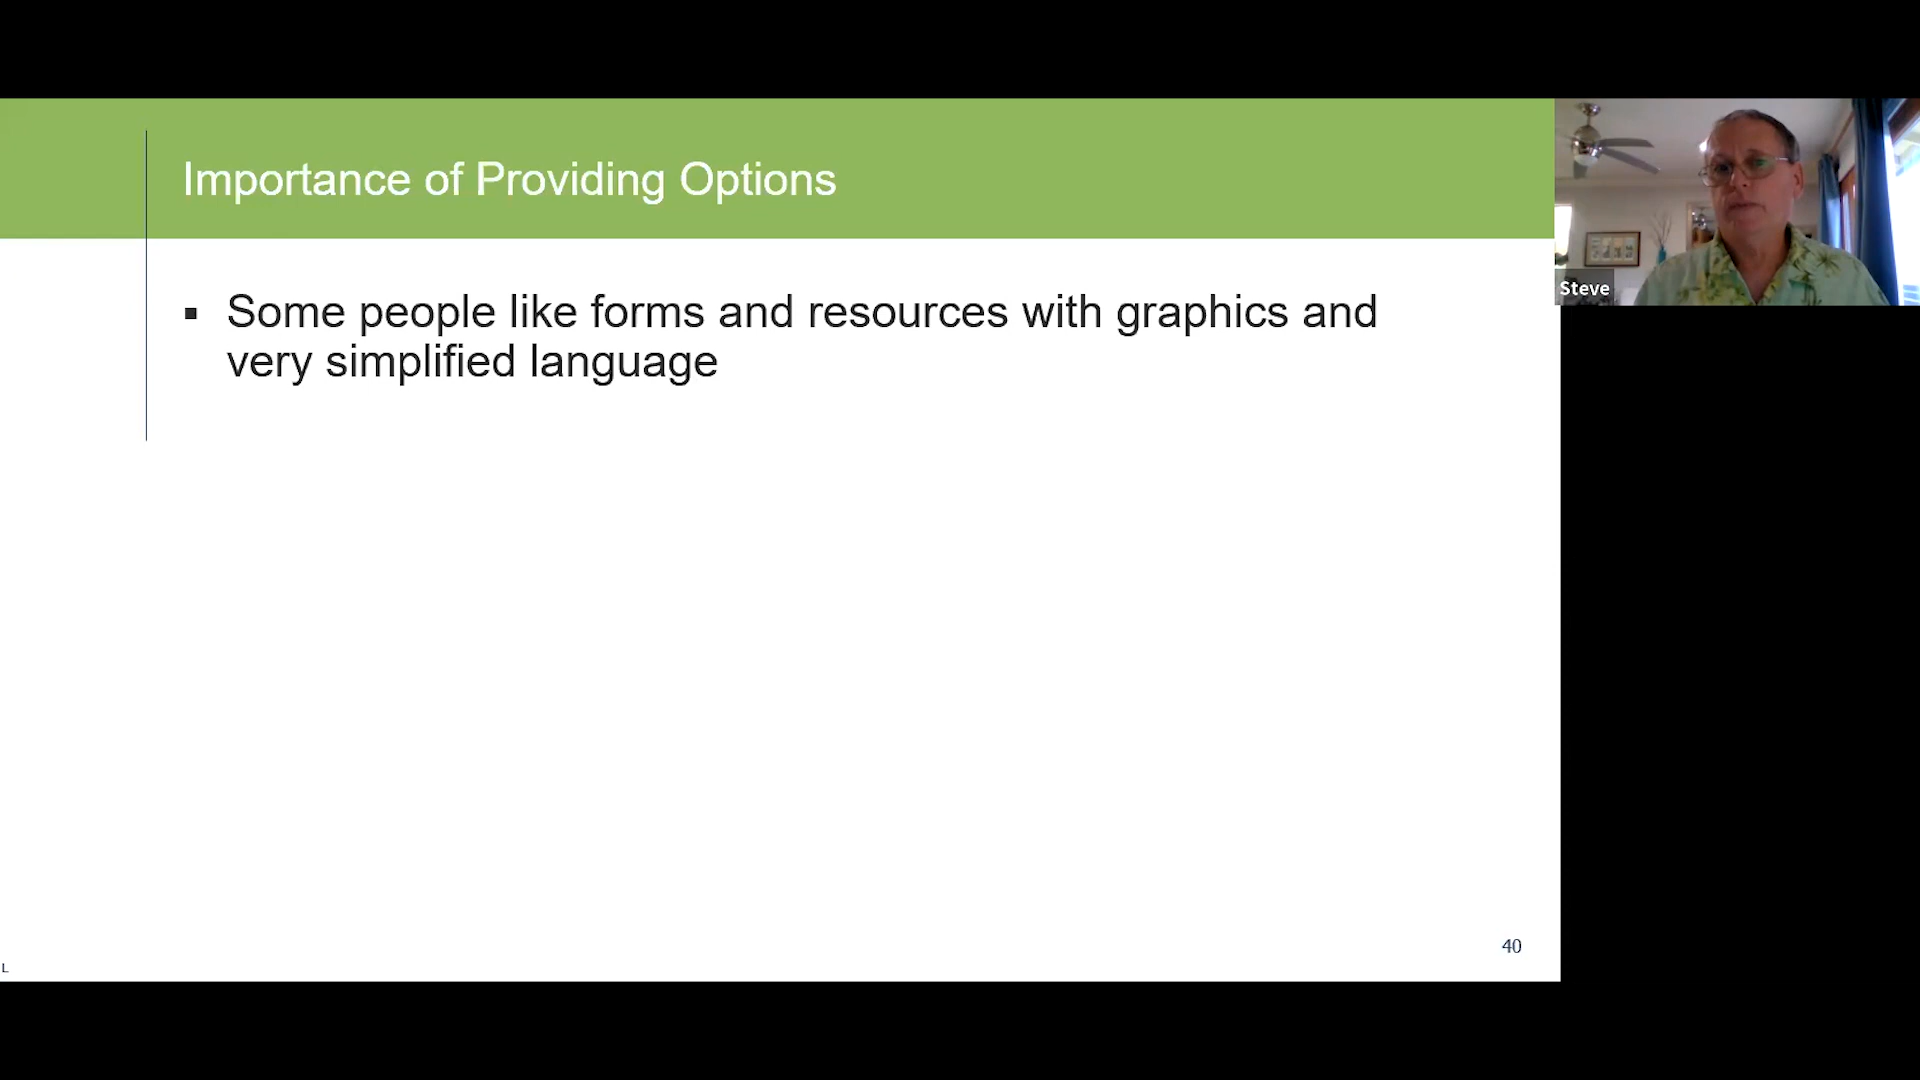 Importance of Providing Options
▪ Some people like forms and resources with graphics and
very simplified language
Steve
40
L